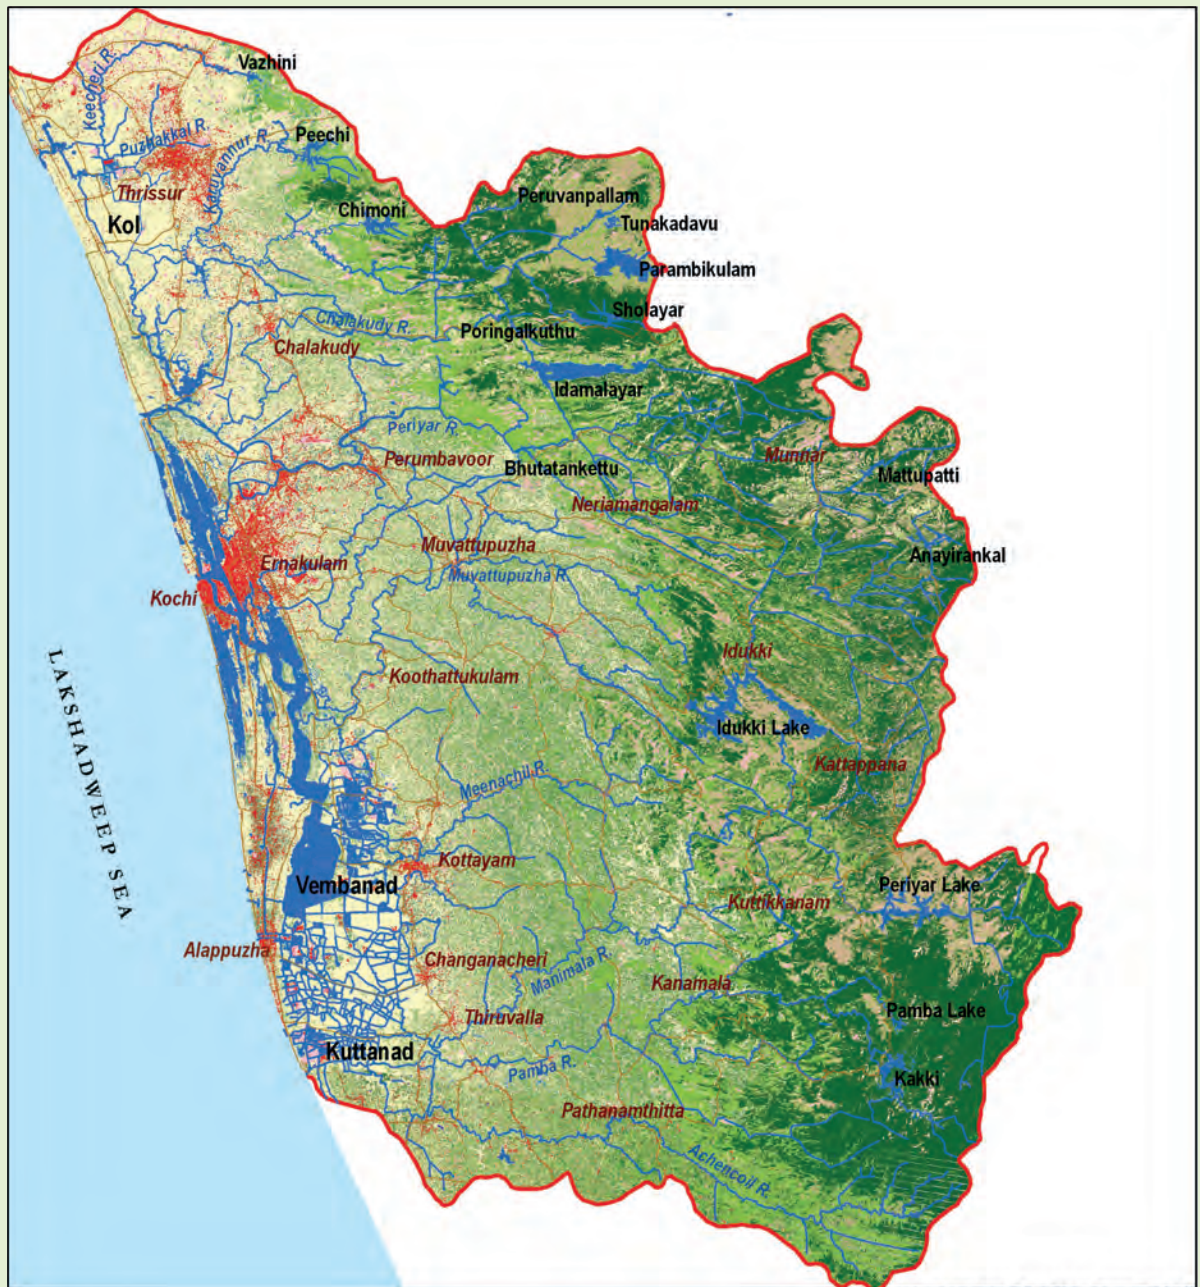 Vazhini
Keecheri R.
Puzhakkal R.
Peechi
Karuvannur R.
Thrissur
Peruvanpallam
Chimoni
Kol
Tunakadavu
Parambikulam
Sholayar
Chalakudy R.
Poringalkuthu
Chalakudy
Idamalayar
Periyar R.
Perumbavoor
Munnar
Bhutatankettu
Mattupatti
Neriamangalam
Muvattupuzha
Anayirankal
Ernakulam
Muvattupuzha R.
Kochi
Idukki
Koothattukulam
LAKSHADWEEP SEA
Idukki Lake
Kattappana
Meenachil R.
Kottayam
Vembanad
Periyar Lake
Kuttikkanam
Alappuzha
Changanacheri
Manimala R.
Kanamala
Pamba Lake
Thiruvalla
Kuttanad
Pamba R.
Kakki
Pathanamthitta
Achencoil R.